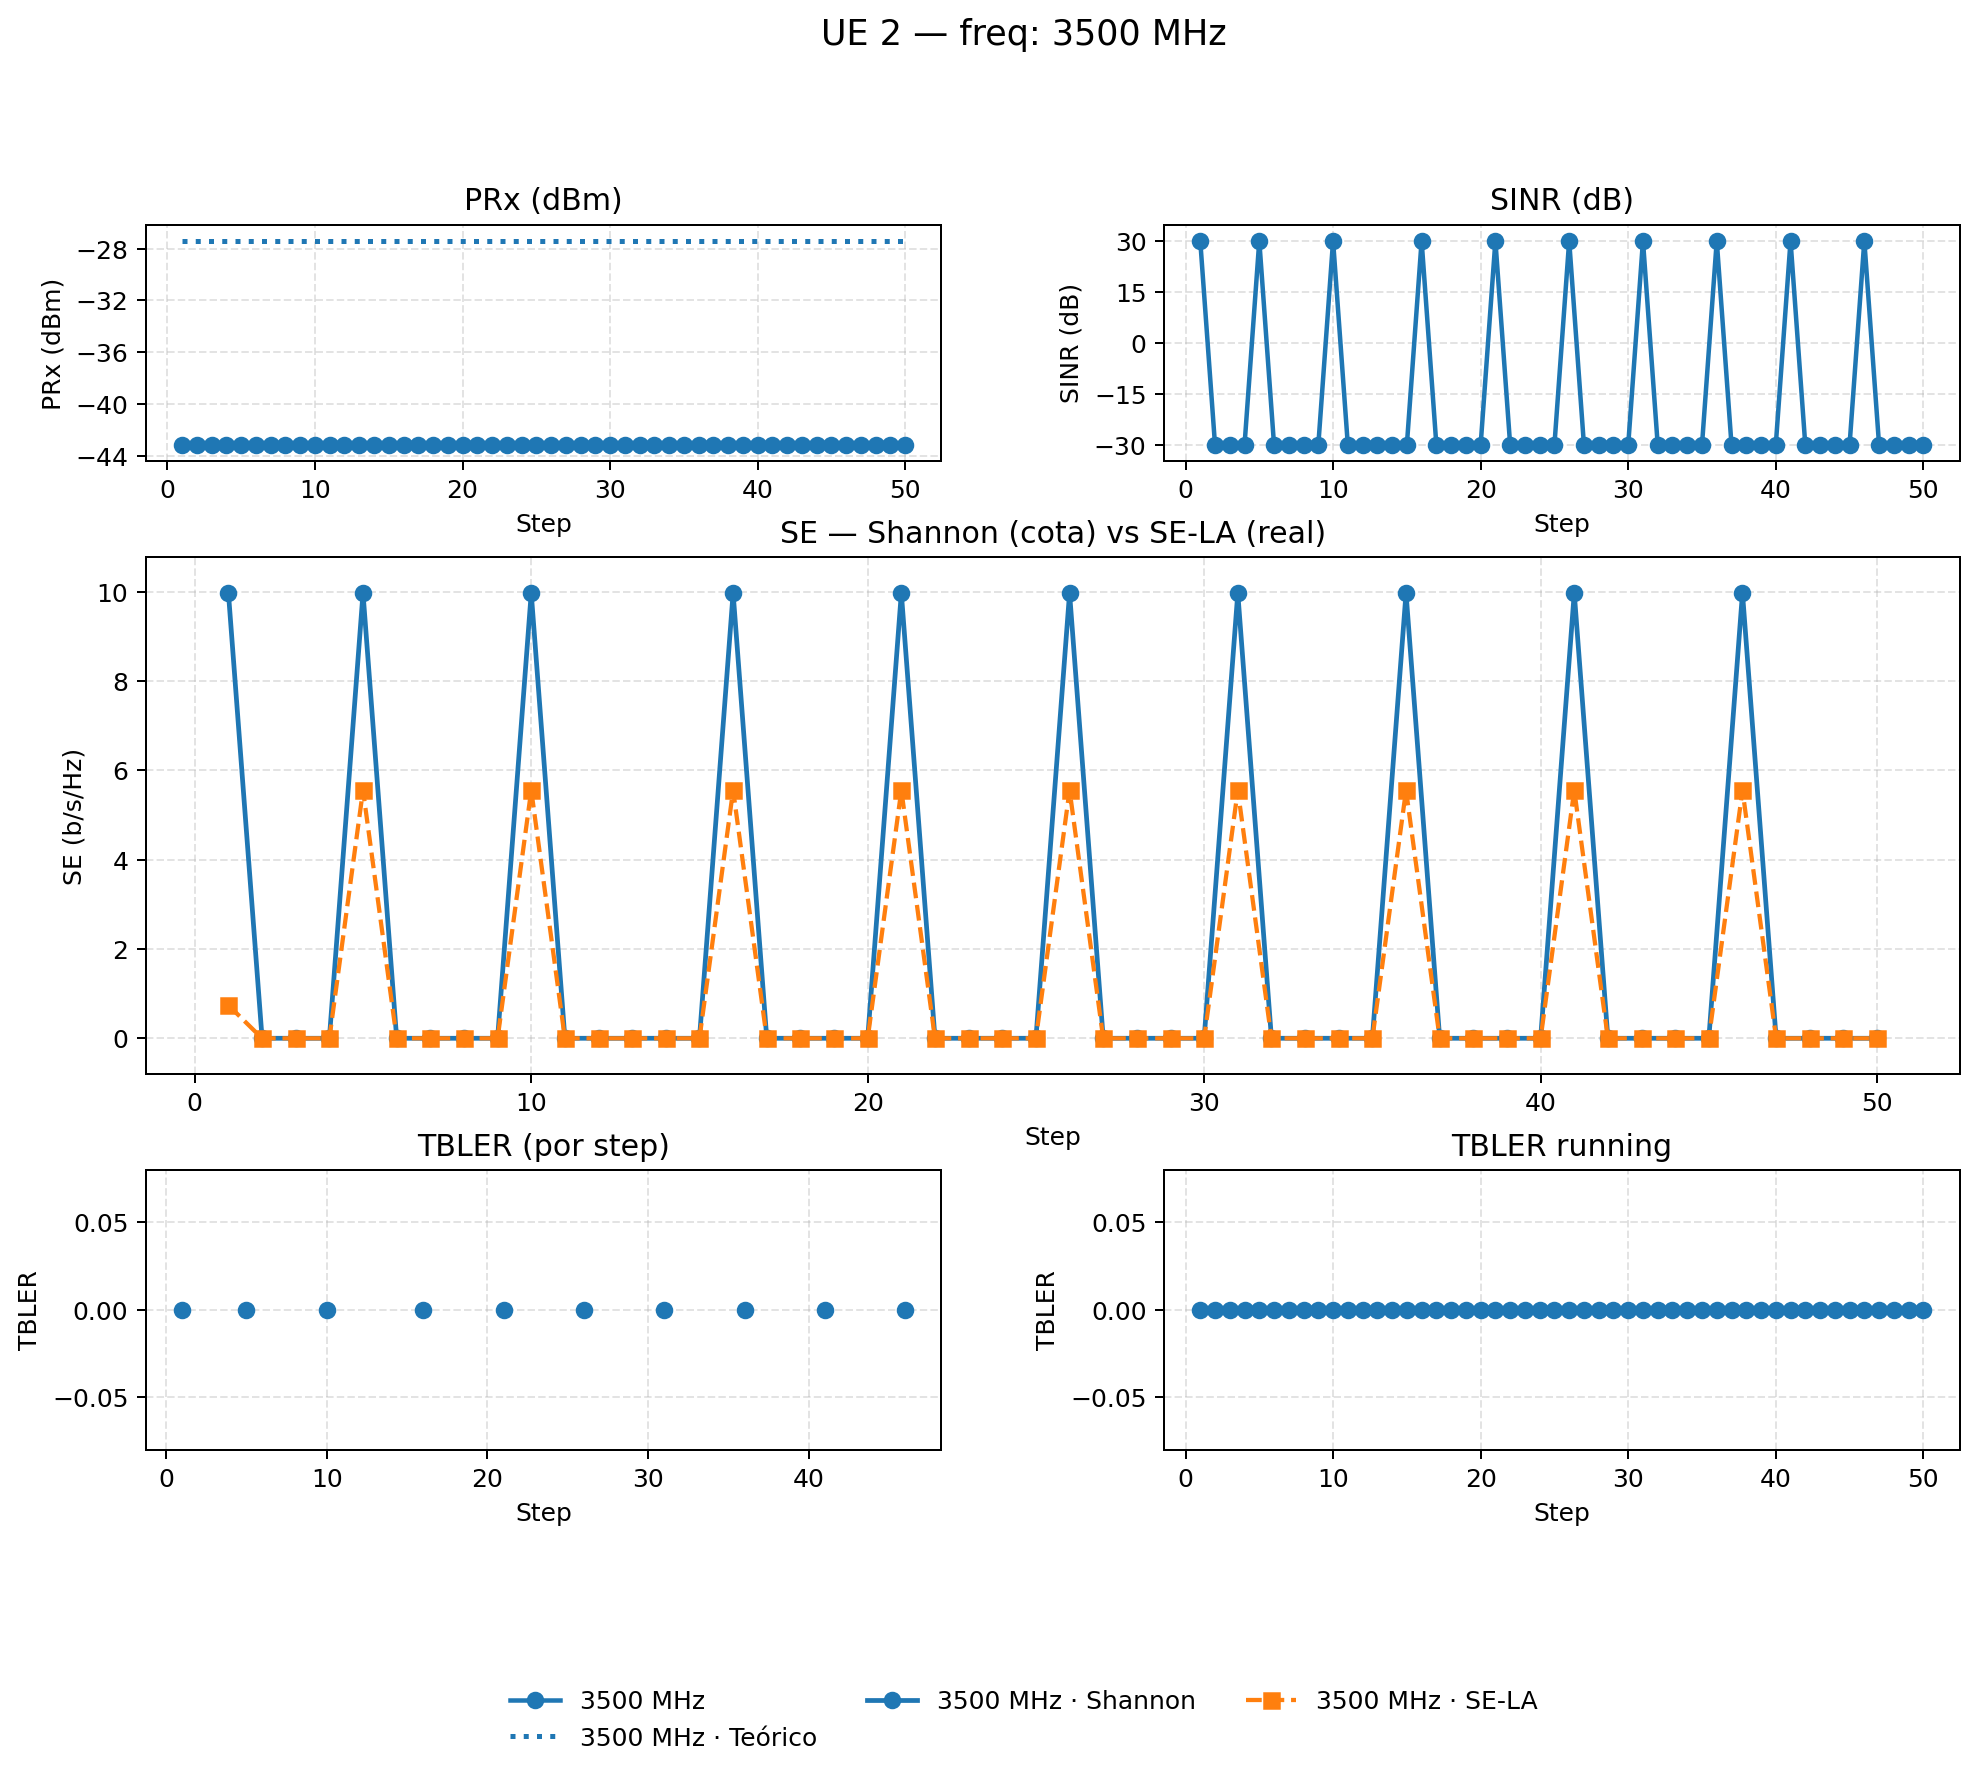 UE 2 — freq: 3500 MHz
PRx (dBm)
PRx (dBm)
−28
−32
−36
−40
−44
0 10 20 30 40 50
Step
SINR (dB)
SINR (dB)
30
15
0
−15
−30
0 10 20 30 40 50
Step
SE — Shannon (cota) vs SE-LA (real)
SE (b/s/Hz)
10
8
6
4
2
0
0 10 20 30 40 50
Step
TBLER (por step)
TBLER
0.05
0.00
−0.05
0 10 20 30 40
Step
TBLER running
TBLER
0.05
0.00
−0.05
0 10 20 30 40 50
Step
3500 MHz
3500 MHz · Teórico
3500 MHz · Shannon
3500 MHz · SE-LA